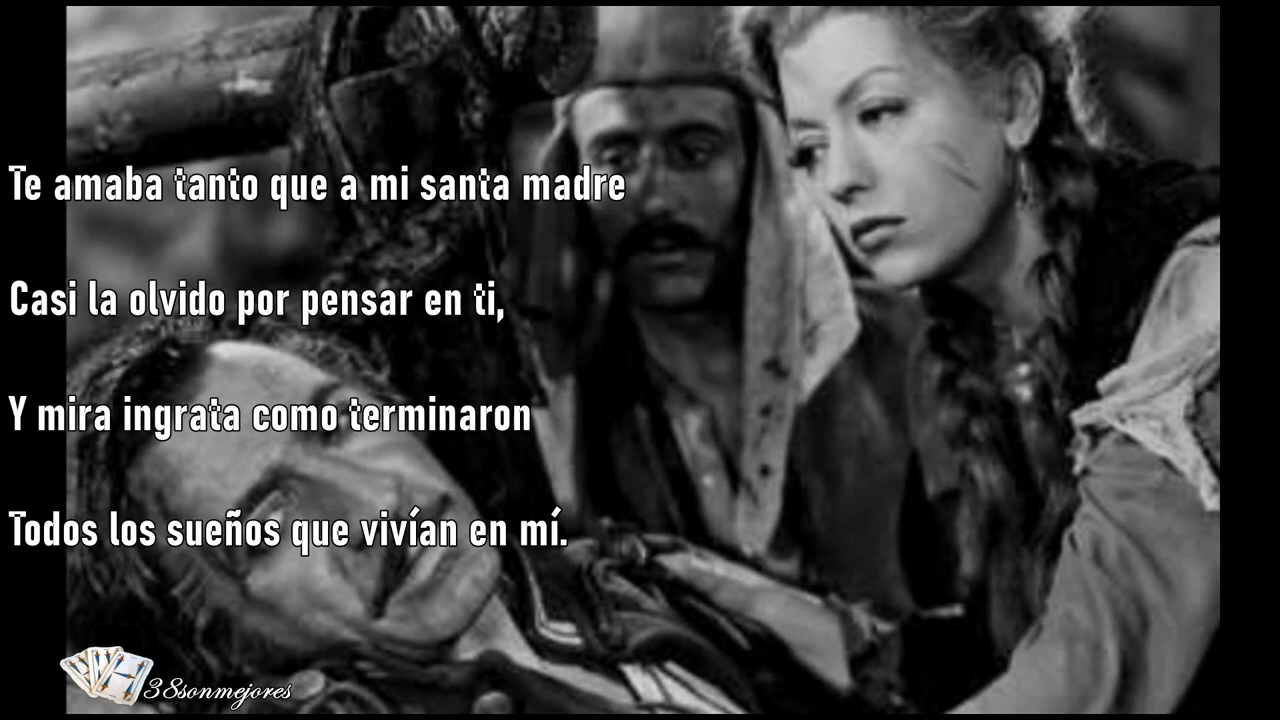 Te amaba tanto que a mi santa madre
Casi la olvido por pensar en ti,
Y mira ingrata como terminaron
Todos los sueños que vivían en mí.
38sonmejores